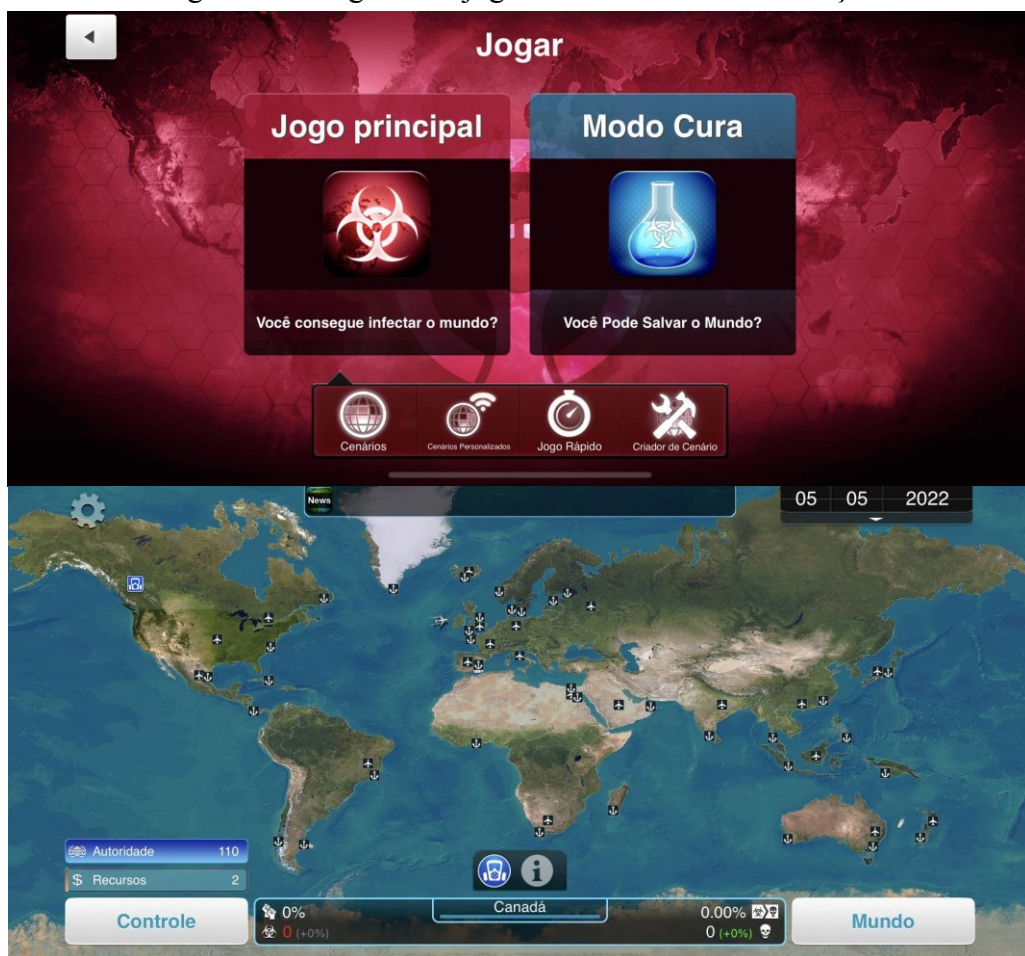 Jogar
Jogo principal
Modo Cura
Você consegue infectar o mundo?
Você Pode Salvar o Mundo?
Cenários
Cenários Personalizados
Jogo Rápido
Criador de Cenário
News
05 05 2022
Autoridade 110
$ Recursos 2
Controle
0%
0 (+0%)
Canadá
0.00%
0 (+0%)
Mundo